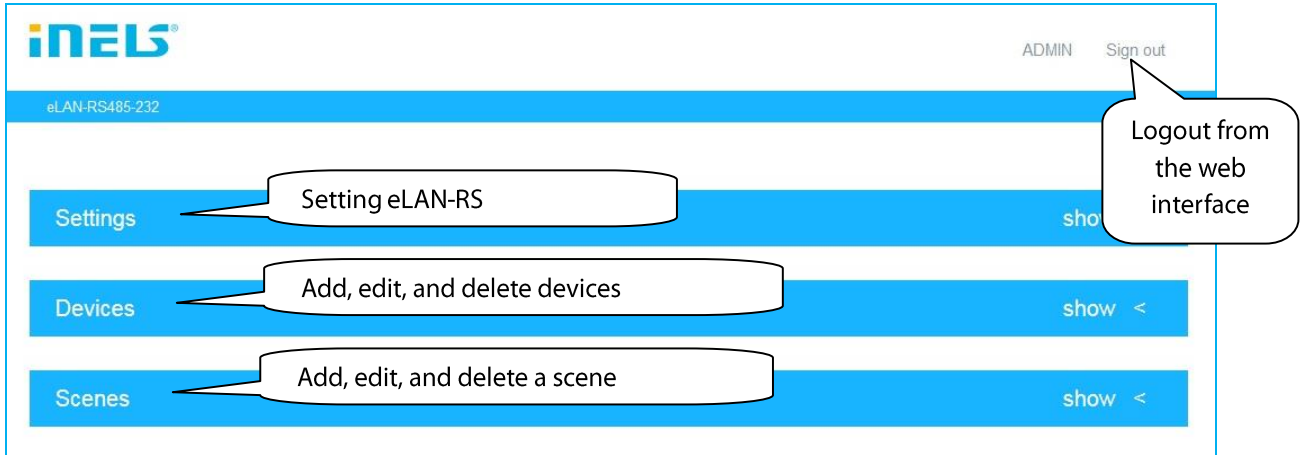 iNELS®
ADMIN Sign out
eLAN-RS485-232
Logout from
the web
interface
Settings
Setting eLAN-RS
show
Devices
Add, edit, and delete devices
show <
Scenes
Add, edit, and delete a scene
show <